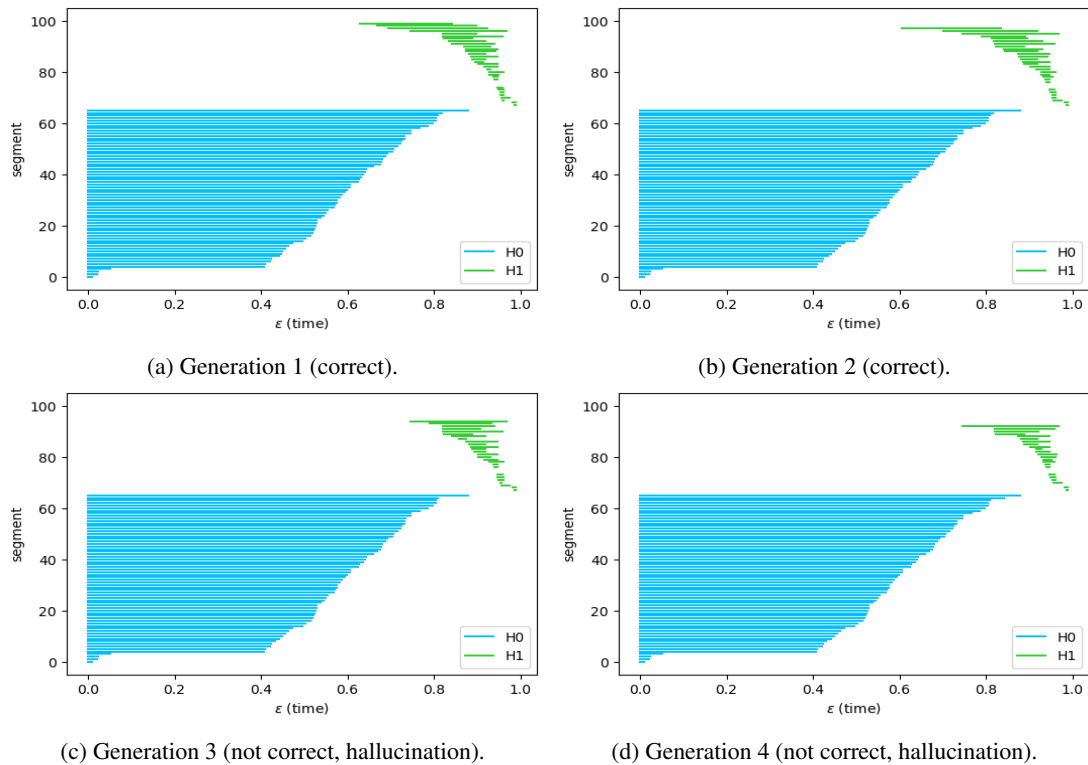 100
80
60
40
20
0
segment
H0
H1
0.0 0.2 0.4 0.6 0.8 1.0
ε (time)
(a) Generation 1 (correct).
100
80
60
40
20
0
segment
H0
H1
0.0 0.2 0.4 0.6 0.8 1.0
ε (time)
(b) Generation 2 (correct).
100
80
60
40
20
0
segment
H0
H1
0.0 0.2 0.4 0.6 0.8 1.0
ε (time)
(c) Generation 3 (not correct, hallucination).
100
80
60
40
20
0
segment
H0
H1
0.0 0.2 0.4 0.6 0.8 1.0
ε (time)
(d) Generation 4 (not correct, hallucination).